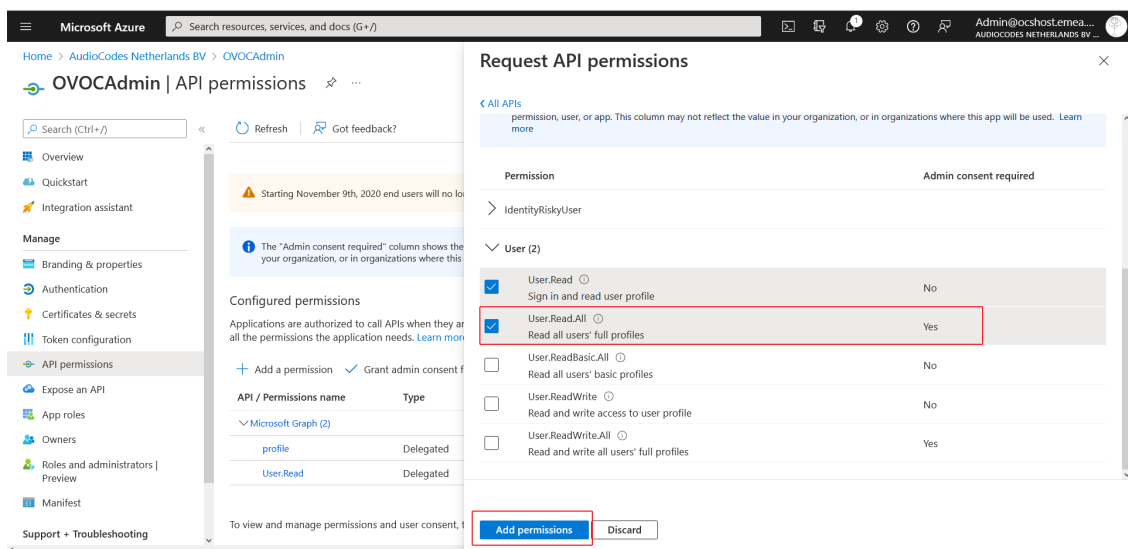 Microsoft Azure
Search resources, services, and docs (G+/)
1
Admin@ocshost.emea....
AUDIOCODES NETHERLANDS BV ...
Home > AudioCodes Netherlands BV > OVOCAdmin
OVOCAdmin | API permissions ...
Search (Ctrl+/)
«
Overview
Quickstart
Integration assistant
Manage
Branding & properties
Authentication
Certificates & secrets
Token configuration
API permissions
Expose an API
App roles
Owners
Roles and administrators |
Preview
Manifest
Support + Troubleshooting
Refresh
Got feedback?
Starting November 9th, 2020 end users will no lo
The "Admin consent required" column shows the
your organization, or in organizations where this
Configured permissions
Applications are authorized to call APIs when they ar
all the permissions the application needs. Learn mor
Add a permission
Grant admin consent f
API / Permissions name Type
Microsoft Graph (2)
profile Delegated
User.Read Delegated
To view and manage permissions and user consent, t
Request API permissions
All APIs
permission, user, or app. This column may not reflect the value in your organization, or in organizations where this app will be used. Learn
more
Permission Admin consent required
IdentityRiskyUser
User (2)
User.Read
Sign in and read user profile
No
User.Read.All
Read all users' full profiles
Yes
User.ReadBasic.All
Read all users' basic profiles
No
User.ReadWrite
Read and write access to user profile
No
User.ReadWrite.All
Read and write all users' full profiles
Yes
Add permissions
Discard